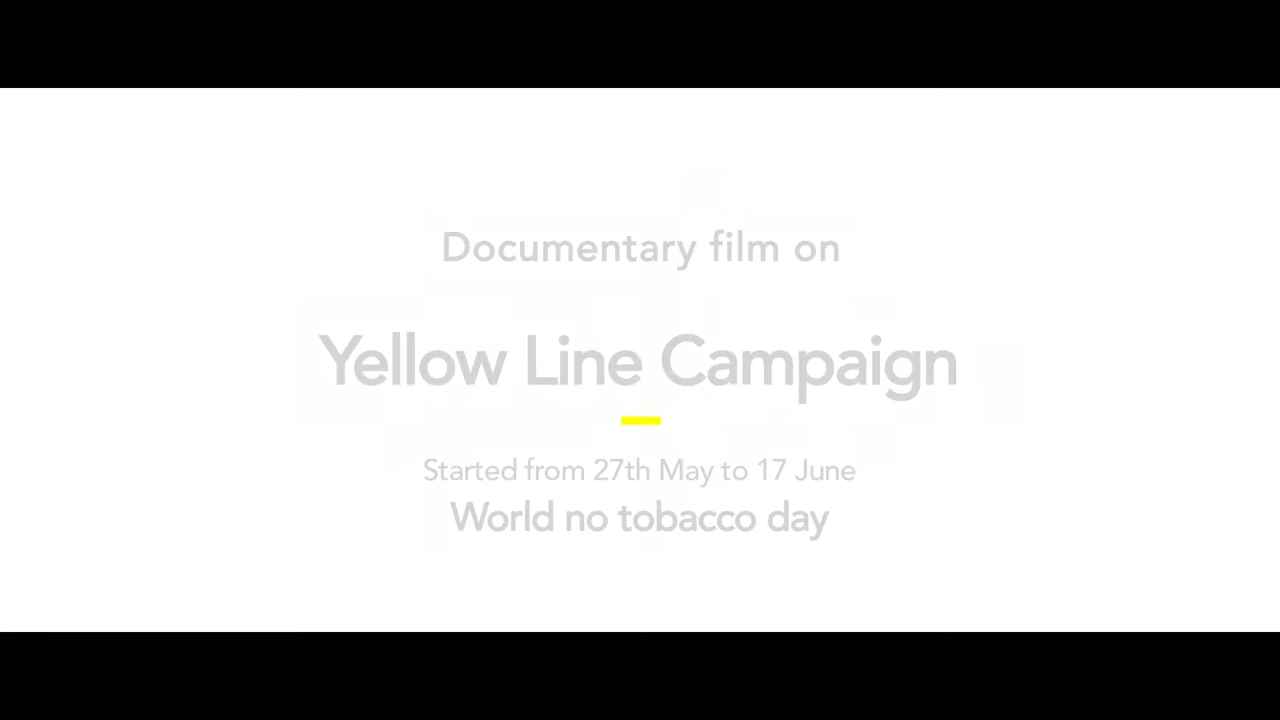 Documentary film on
Yellow Line Campaign
Started from 27th May to 17 June
World no tobacco day